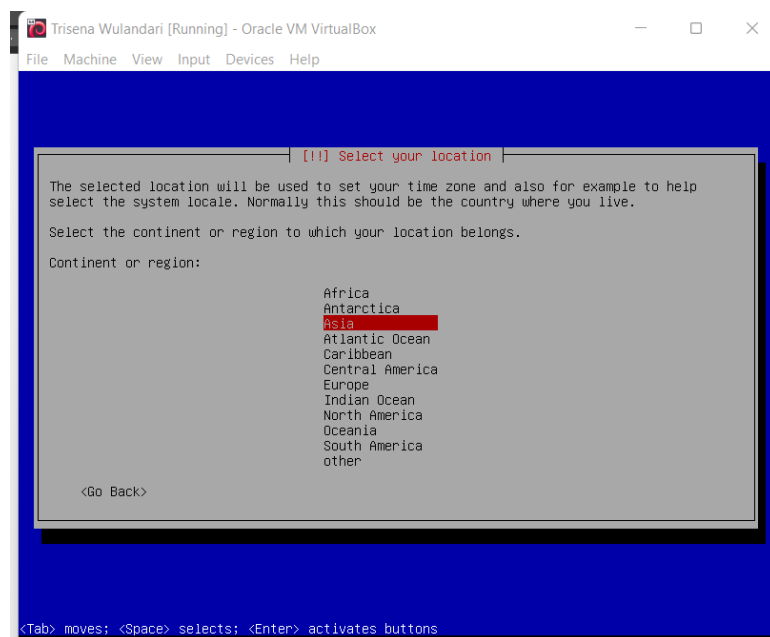 Trisena Wulandari [Running] - Oracle VM VirtualBox
File Machine View Input Devices Help
[!!] Select your location
The selected location will be used to set your time zone and also for example to help
select the system locale. Normally this should be the country where you live.
Select the continent or region to which your location belongs.
Continent or region:
Africa
Antarctica
Asia
Atlantic Ocean
Caribbean
Central America
Europe
Indian Ocean
North America
Oceania
South America
other
<Go Back>
<Tab> moves; <Space> selects; <Enter> activates buttons